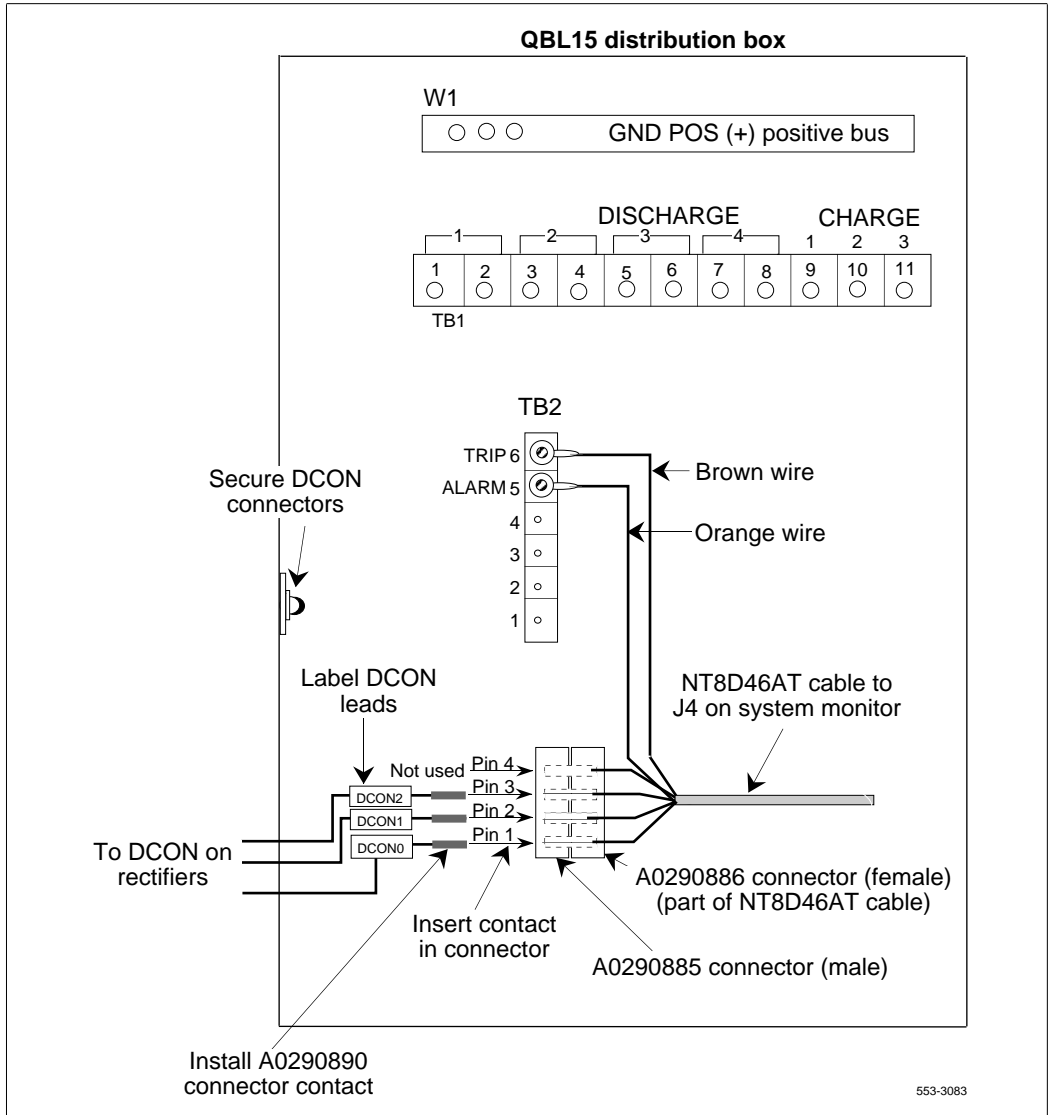 QBL15 distribution box
W1
GND POS (+) positive bus
DISCHARGE
CHARGE
1 2 3 4 1 2 3
1 2 3 4 5 6 7 8 9 10 11
TB1
TB2
TRIP 6
ALARM 5
4
3
2
1
Brown wire
Orange wire
Secure DCON
connectors
Label DCON
leads
NT8D46AT cable to
J4 on system monitor
Not used
Pin 4
Pin 3
Pin 2
Pin 1
DCON2
DCON1
DCON0
To DCON on
rectifiers
A0290886 connector (female)
(part of NT8D46AT cable)
Insert contact
in connector
A0290885 connector (male)
Install A0290890
connector contact
553-3083